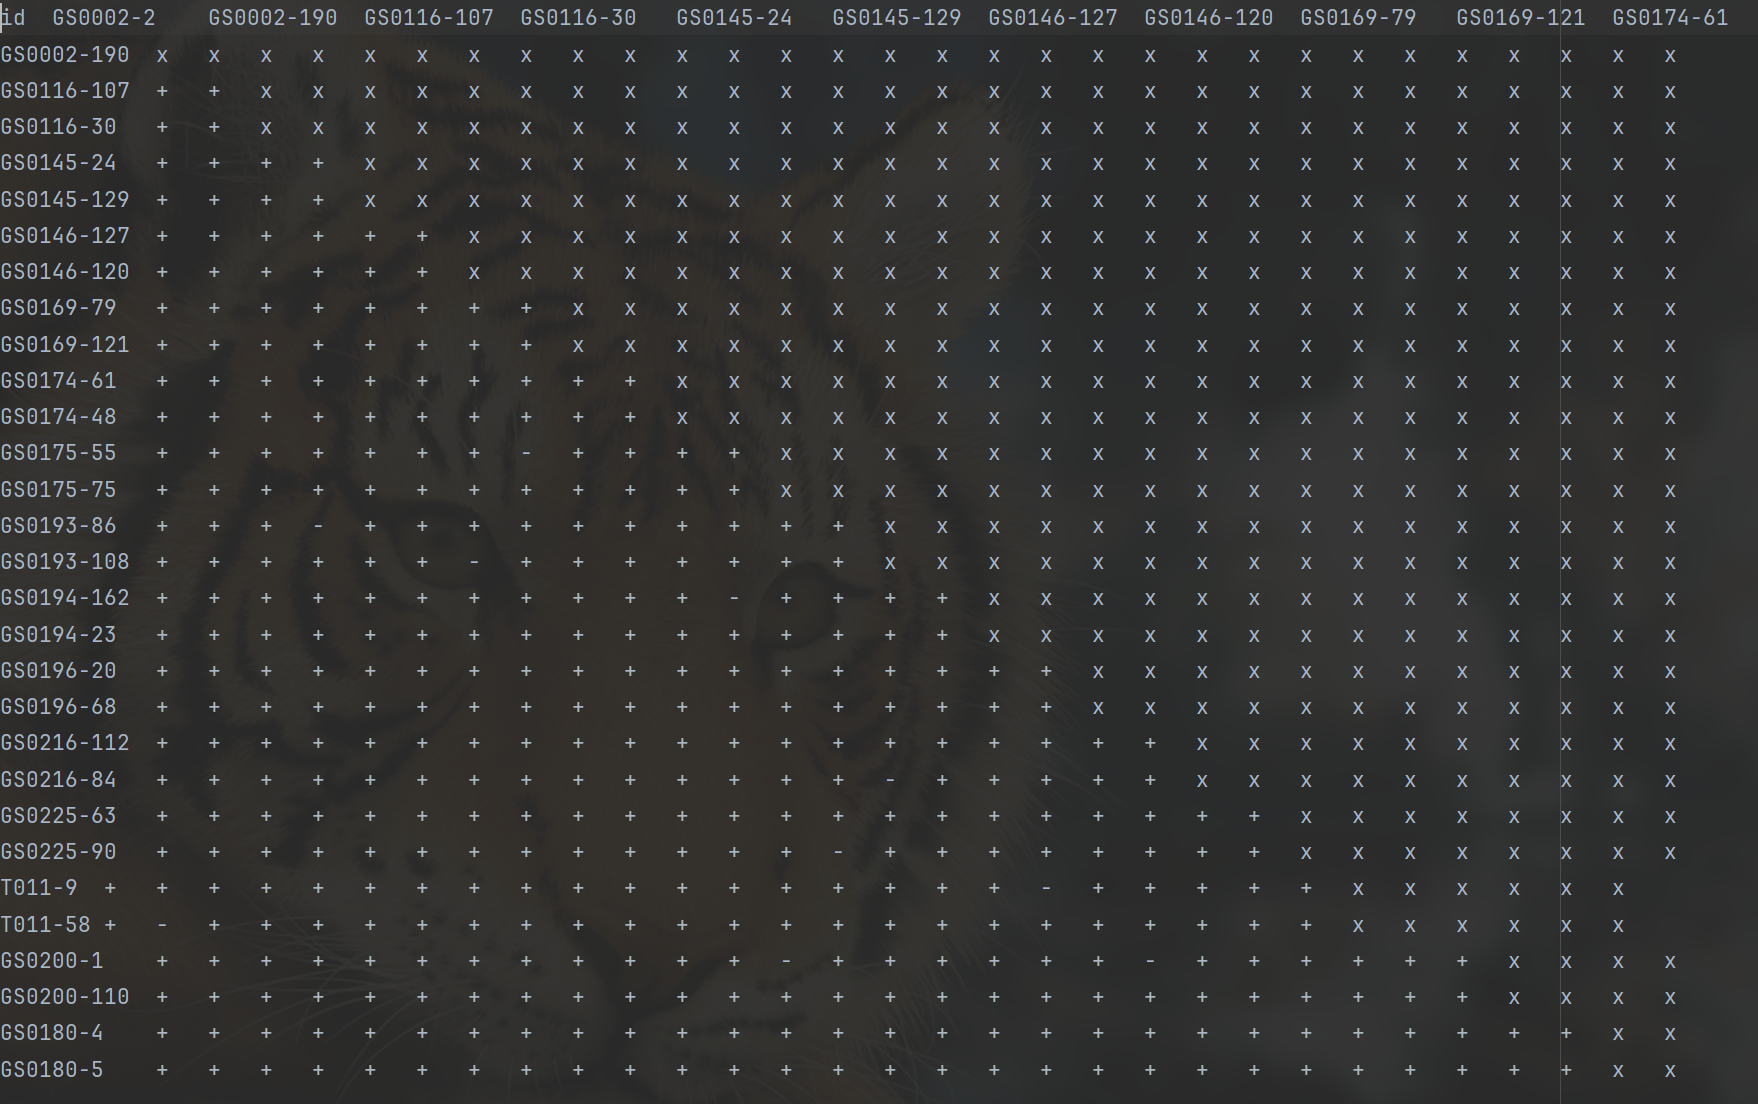 id GS0002-2 GS0002-190 GS0116-107 GS0116-30 GS0145-24 GS0145-129 GS0146-127 GS0146-120 GS0169-79 GS0169-121 GS0174-61
GS0002-190 x x x x x x x x x x x x x x x x x x x x x x x x x x x x x x
GS0116-107 + + x x x x x x x x x x x x x x x x x x x x x x x x x x x x
GS0116-30 + + x x x x x x x x x x x x x x x x x x x x x x x x x x x x
GS0145-24 + + + + x x x x x x x x x x x x x x x x x x x x x x x x x x
GS0145-129 + + + + x x x x x x x x x x x x x x x x x x x x x x x x x x
GS0146-127 + + + + + + x x x x x x x x x x x x x x x x x x x x x x x x
GS0146-120 + + + + + + x x x x x x x x x x x x x x x x x x x x x x x x
GS0169-79 + + + + + + + + x x x x x x x x x x x x x x x x x x x x x x
GS0169-121 + + + + + + + + x x x x x x x x x x x x x x x x x x x x x x
GS0174-61 + + + + + + + + + + x x x x x x x x x x x x x x x x x x x x
GS0174-48 + + + + + + + + + + x x x x x x x x x x x x x x x x x x x x
GS0175-55 + + + + + + + - + + + + x x x x x x x x x x x x x x x x x x
GS0175-75 + + + + + + + + + + + + x x x x x x x x x x x x x x x x x x
GS0193-86 + + + - + + + + + + + + + + x x x x x x x x x x x x x x x x
GS0193-108 + + + + + + - + + + + + + + x x x x x x x x x x x x x x x x
GS0194-162 + + + + + + + + + + + - + + + + x x x x x x x x x x x x x x
GS0194-23 + + + + + + + + + + + + + + + + x x x x x x x x x x x x x x
GS0196-20 + + + + + + + + + + + + + + + + + + x x x x x x x x x x x x
GS0196-68 + + + + + + + + + + + + + + + + + + x x x x x x x x x x x x
GS0216-112 + + + + + + + + + + + + + + + + + + + + x x x x x x x x x x
GS0216-84 + + + + + + + + + + + + + + - + + + + + x x x x x x x x x x
GS0225-63 + + + + + + + + + + + + + + + + + + + + + + x x x x x x x x
GS0225-90 + + + + + + + + + + + + + - + + + + + + + + x x x x x x x x
T011-9 + + + + + + + + + + + + + + + + + + - + + + + + x x x x x x
T011-58 + - + + + + + + + + + + + + + + + + + + + + + + x x x x x x
GS0200-1 + + + + + + + + + + + + - + + + + + + - + + + + + + x x x x
GS0200-110 + + + + + + + + + + + + + + + + + + + + + + + + + + x x x x
GS0180-4 + + + + + + + + + + + + + + + + + + + + + + + + + + + + x x
GS0180-5 + + + + + + + + + + + + + + + + + + + + + + + + + + + + x x